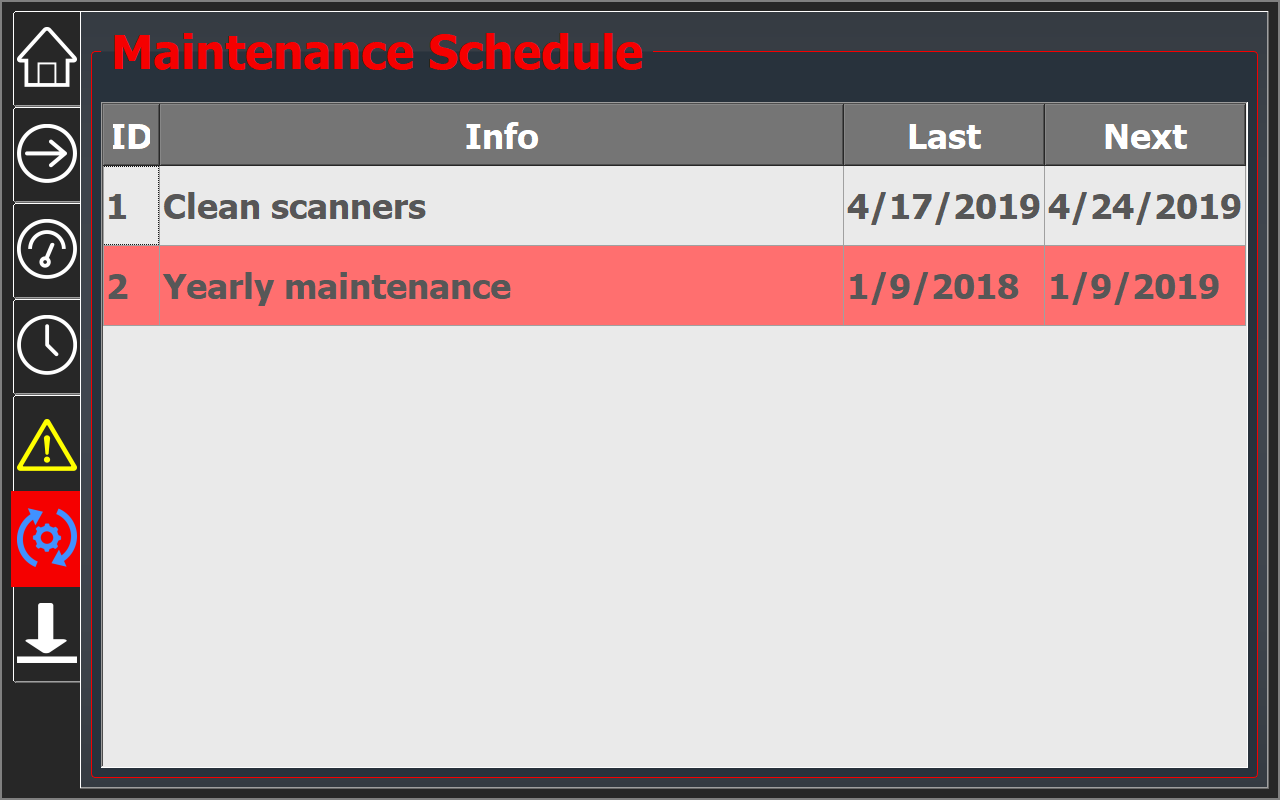 Maintenance Schedule
ID Info Last Next
1 Clean scanners 4/17/2019 4/24/2019
2 Yearly maintenance 1/9/2018 1/9/2019